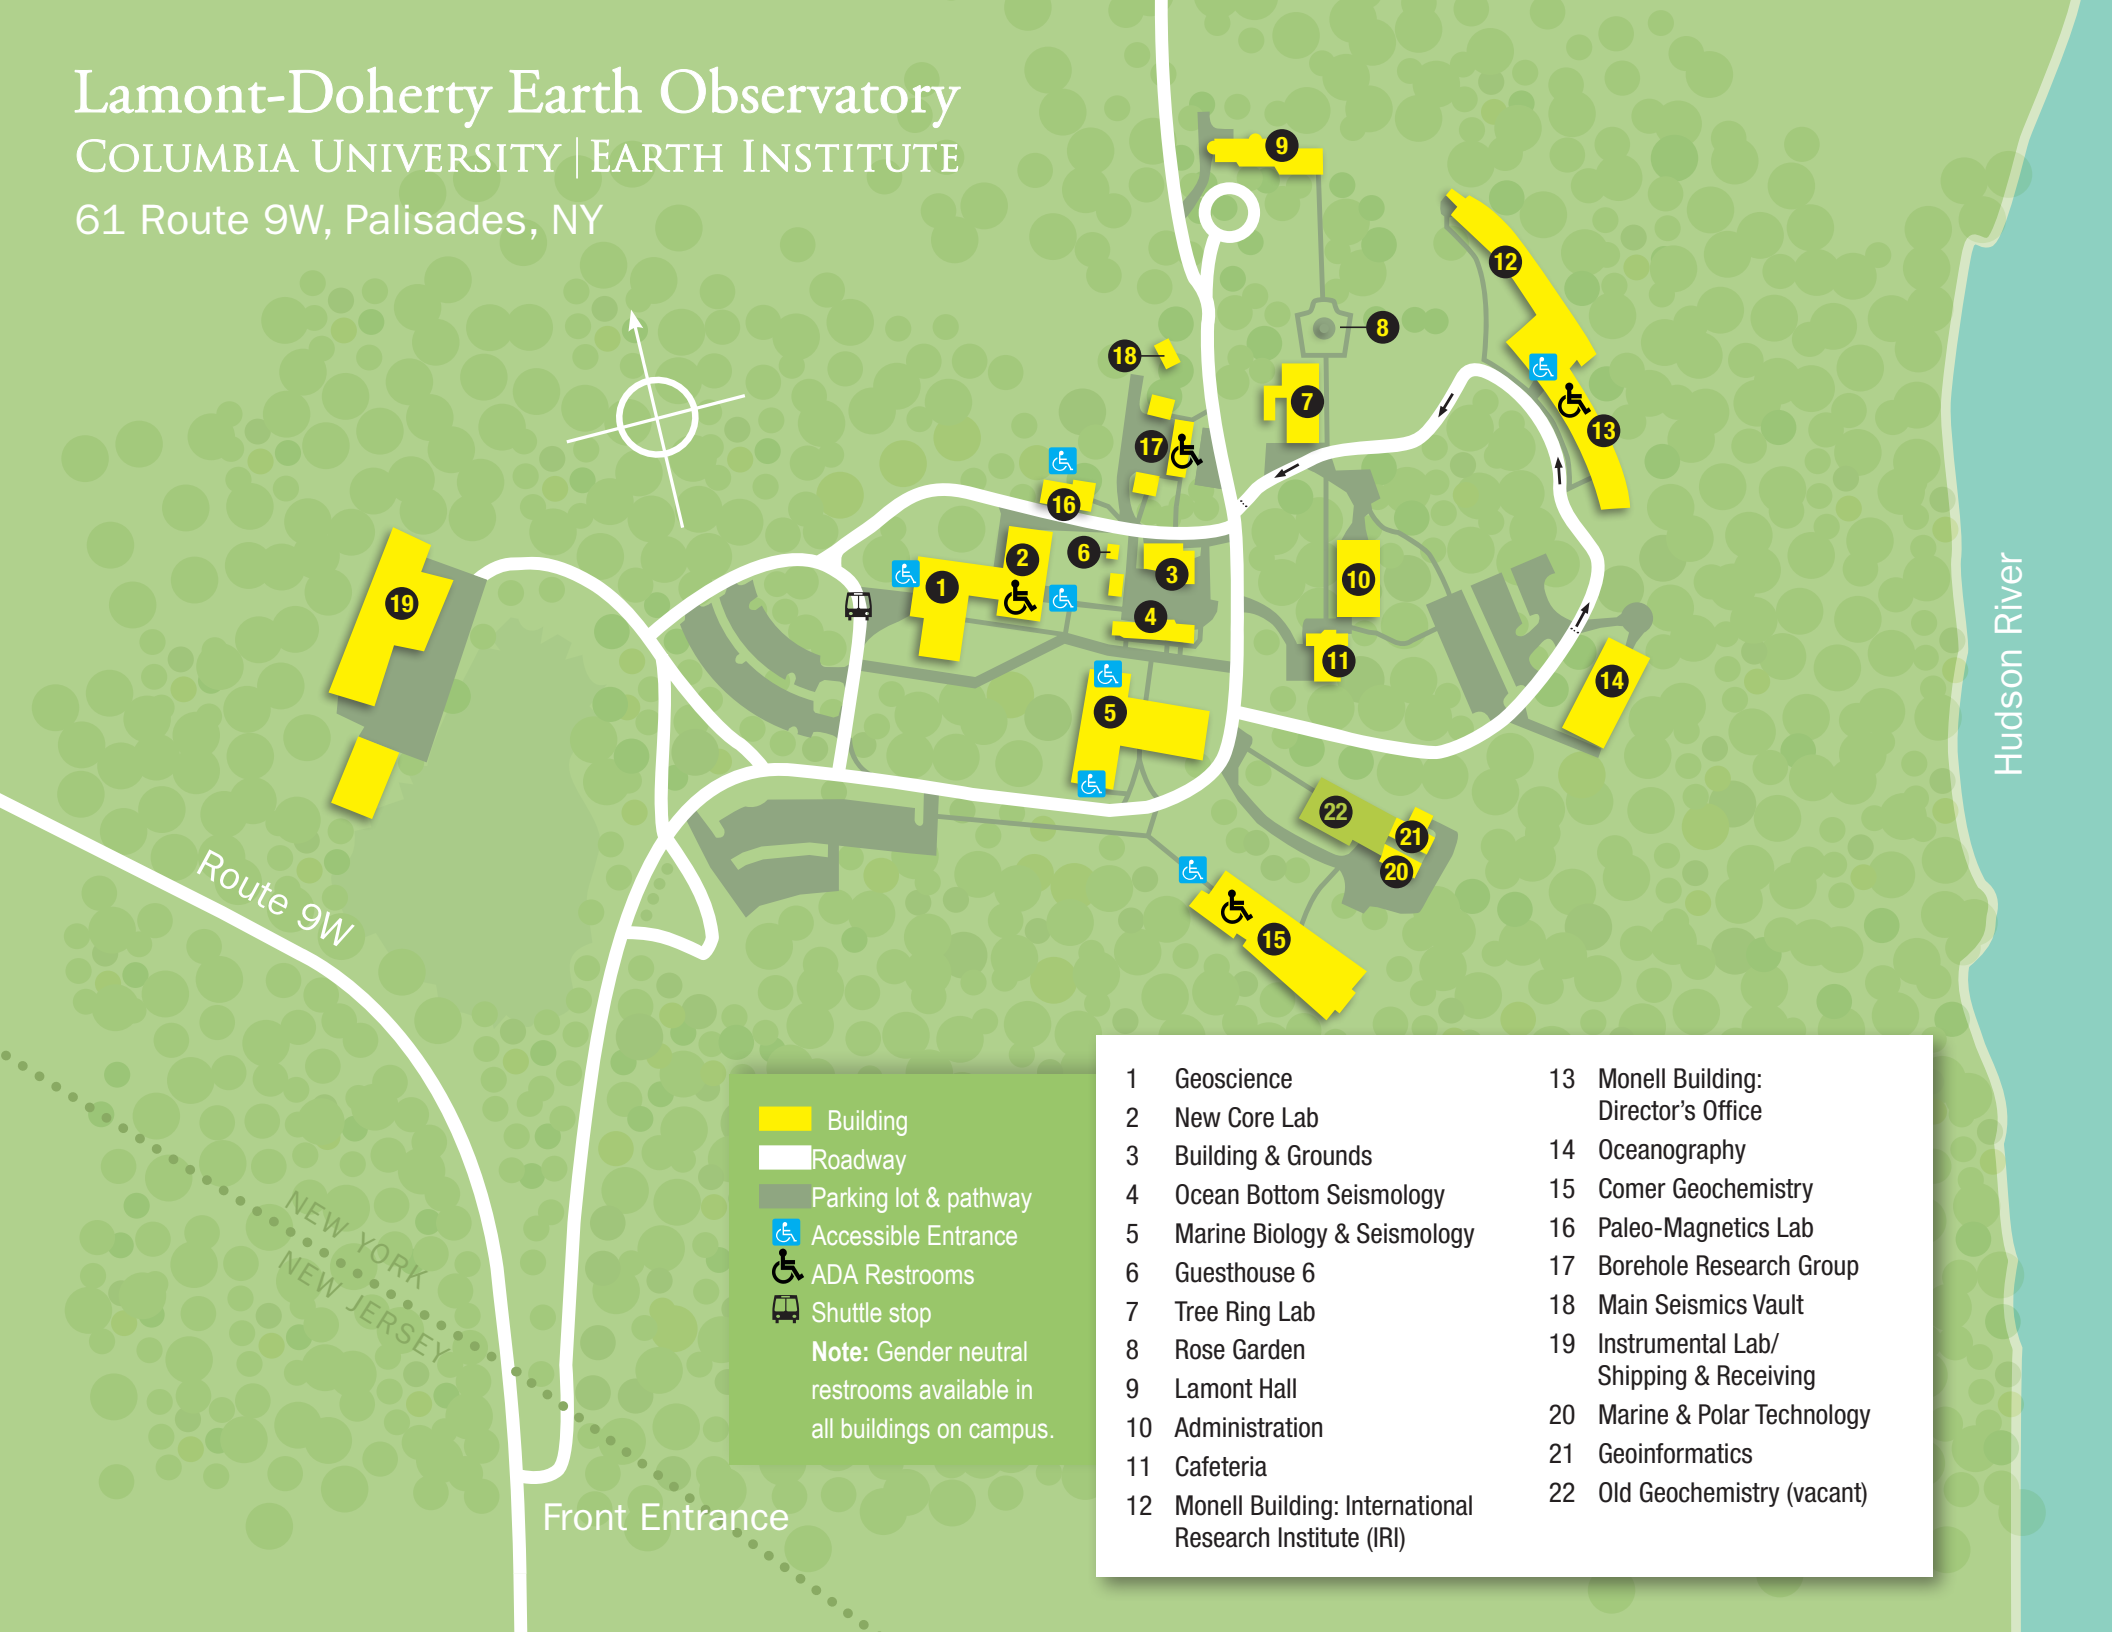 Lamont-Doherty Earth Observatory
COLUMBIA UNIVERSITY | EARTH INSTITUTE
61 Route 9W, Palisades, NY
9
12
8
18
7
13
17
16
2
6
1
3
10
19
4
11
14
5
22
21
20
15
Hudson River
Route 9W
NEW YORK
NEW JERSEY
Front Entrance
Building
Roadway
Parking lot & pathway
Accessible Entrance
ADA Restrooms
Shuttle stop
Note: Gender neutral
restrooms available in
all buildings on campus.
1 Geoscience
2 New Core Lab
3 Building & Grounds
4 Ocean Bottom Seismology
5 Marine Biology & Seismology
6 Guesthouse 6
7 Tree Ring Lab
8 Rose Garden
9 Lamont Hall
10 Administration
11 Cafeteria
12 Monell Building: International
Research Institute (IRI)
13 Monell Building:
Director's Office
14 Oceanography
15 Comer Geochemistry
16 Paleo-Magnetics Lab
17 Borehole Research Group
18 Main Seismics Vault
19 Instrumental Lab/
Shipping & Receiving
20 Marine & Polar Technology
21 Geoinformatics
22 Old Geochemistry (vacant)